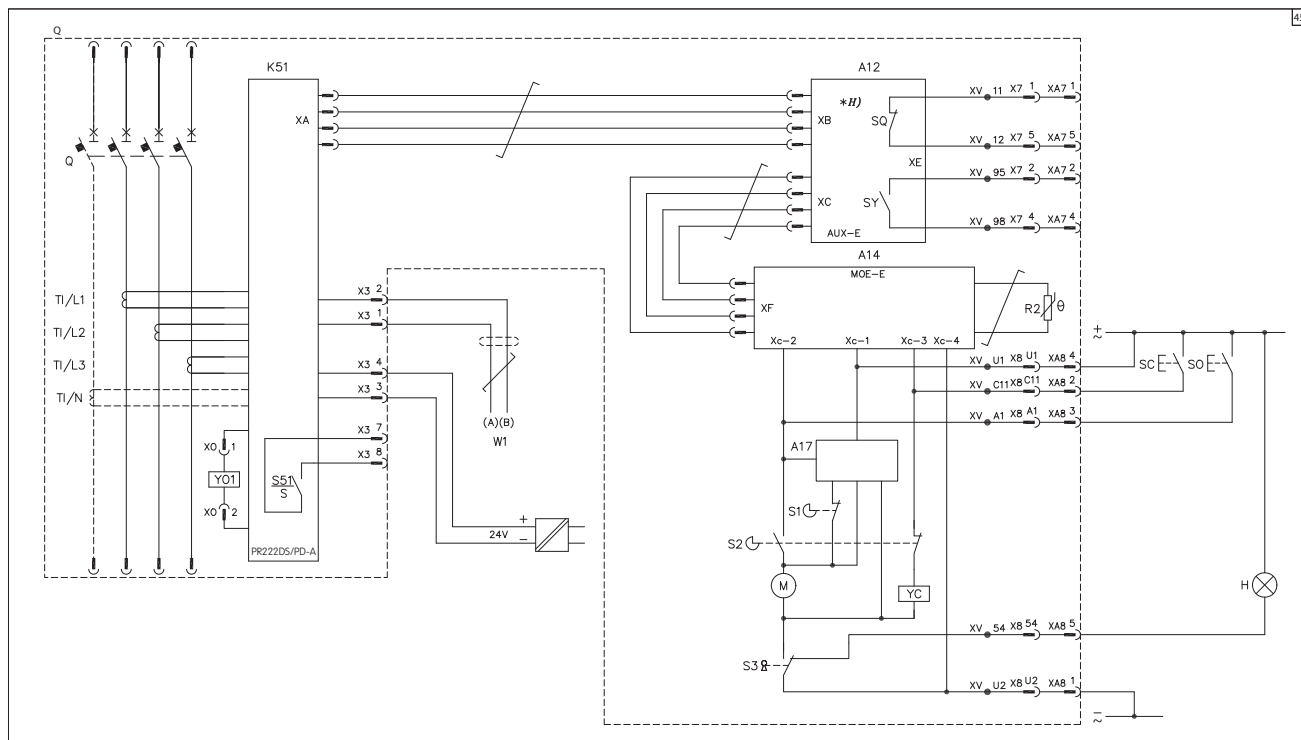 Q
K51
XA
A12
*H)
XB
SQ
XE
XC
SY
AUX-E
XV 11 X7 1 XA7 1
XV 12 X7 5 XA7 5
XV 95 X7 2 XA7 2
XV 98 X7 4 XA7 4
Q
A14
MOE-E
XF
R2 θ
Xc-2 Xc-1 Xc-3 Xc-4
TI/L1
TI/L2
TI/L3
TI/N
X3 2
X3 1
X3 4
X3 3
X3 7
X3 8
(A)(B)
W1
+
~
XV U1 X8 U1 XA8 4
XV C11 X8 C11 XA8 2
XV A1 X8 A1 XA8 3
SC
SO
XO 1
YO1
XO 2
S51
S
PR222DS/PD-A
+
24V
−
A17
S1
S2
M
YC
H
S3
XV 54 X8 54 XA8 5
XV U2 X8 U2 XA8 1
−
~